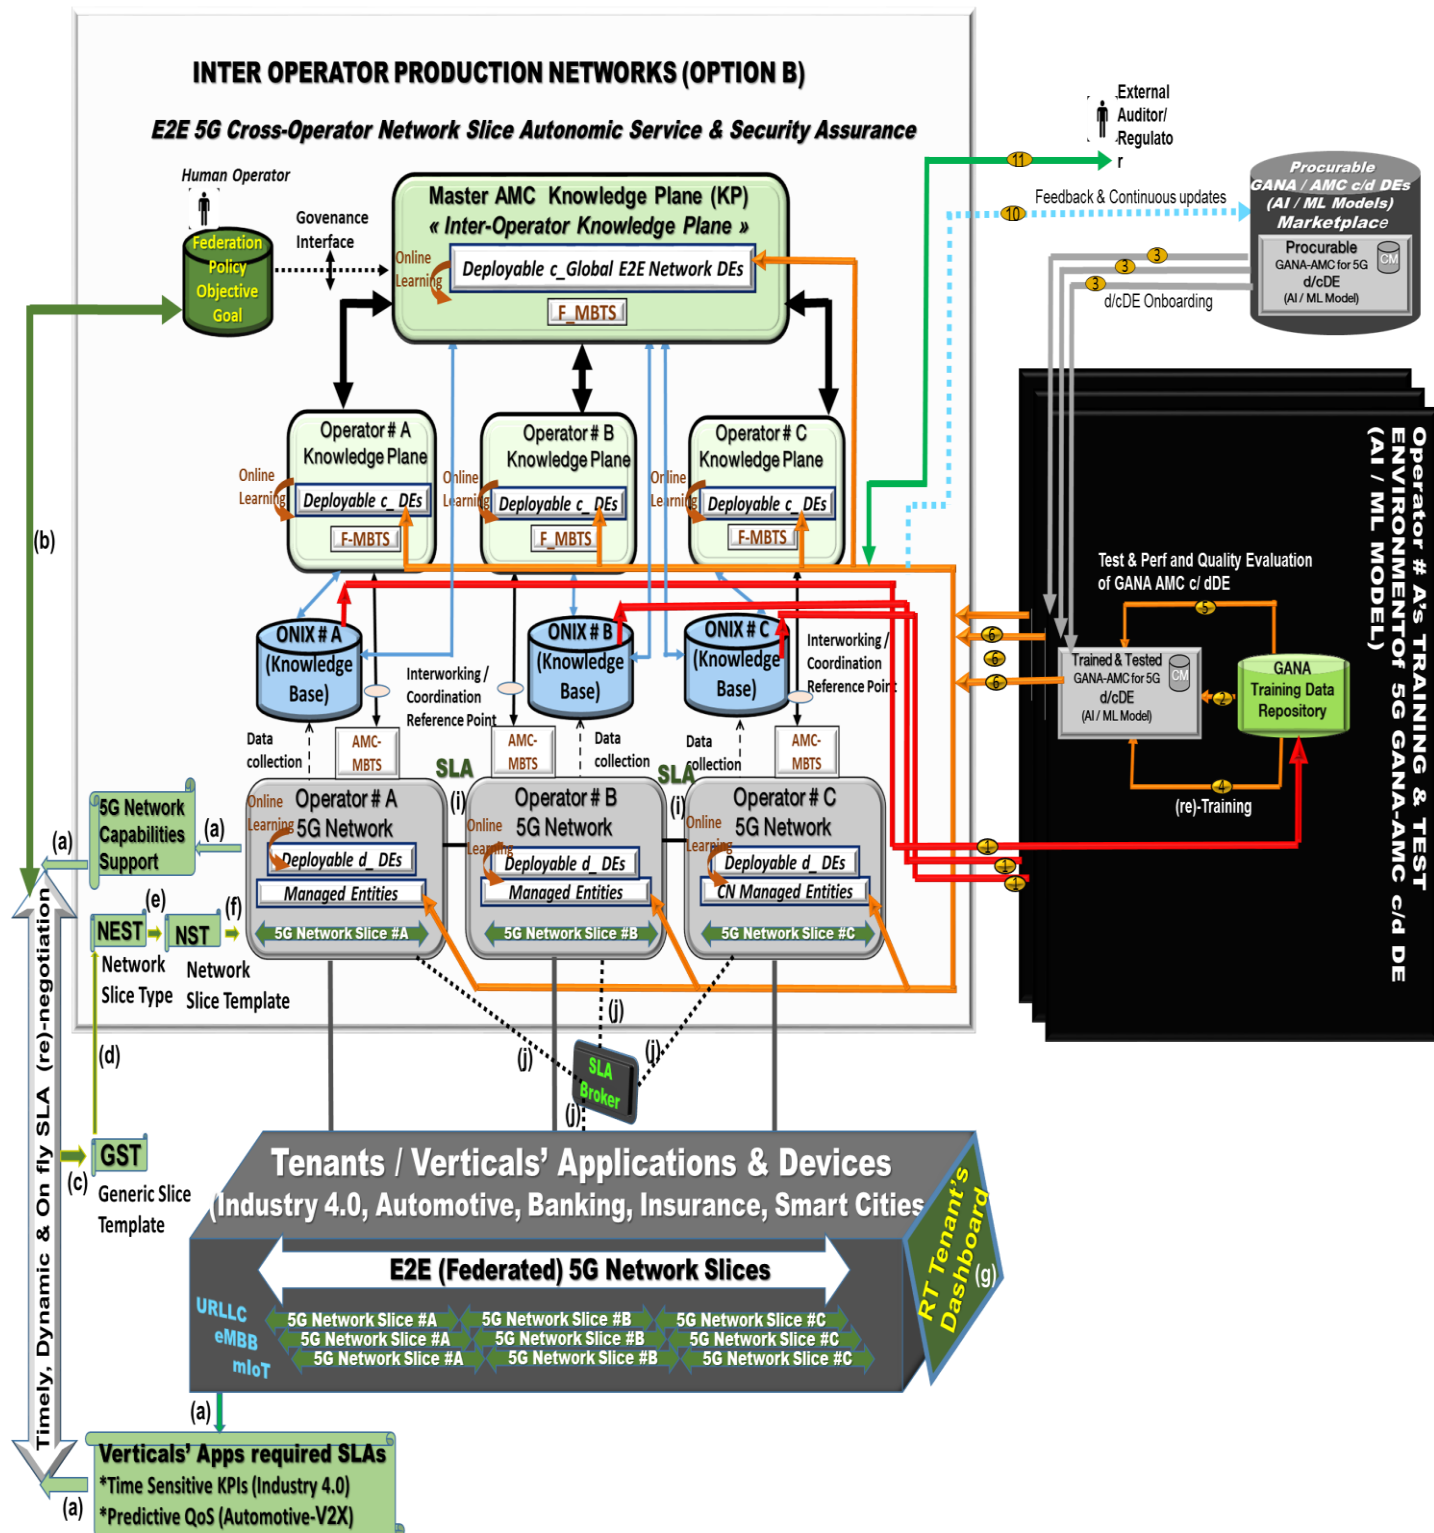 INTER OPERATOR PRODUCTION NETWORKS (OPTION B)
E2E 5G Cross-Operator Network Slice Autonomic Service & Security Assurance
External
Auditor/
Regulato
r
11
10
Feedback & Continuous updates
Procurable
GANA / AMC c/d DEs
(AI / ML Models)
Marketplace
Procurable
GANA-AMC for 5G
d/cDE
(AI / ML Model)
CM
3
3
3
d/cDE Onboarding
Human Operator
Federation
Policy
Objective
Goal
Govenance
Interface
Master AMC Knowledge Plane (KP)
« Inter-Operator Knowledge Plane »
Online
Learning
Deployable c_Global E2E Network DEs
F_MBTS
Operator # A
Knowledge Plane
Online
Learning
Deployable c_DEs
F-MBTS
Operator # B
Knowledge Plane
Online
Learning
Deployable c_DEs
F_MBTS
Operator # C
Knowledge Plane
Online
Learning
Deployable c_DEs
F-MBTS
(b)
Operator # A's TRAINING & TEST
ENVIRONMENTOf 5G GANA-AMC c/d DE
(AI / ML MODEL)
Test & Perf and Quality Evaluation
of GANA AMC c/ dDE
5
Trained & Tested
GANA-AMC for 5G
d/cDE
(AI / ML Model)
CM
2
GANA
Training Data
Repository
4
(re)-Training
6
6
6
1
1
1
ONIX # A
(Knowledge
Base)
ONIX # B
(Knowledge
Base)
ONIX # C
(Knowledge
Base)
Interworking /
Coordination
Reference Point
Interworking /
Coordination
Reference Point
Data
collection
Data
collection
Data
collection
AMC-
MBTS
AMC-
MBTS
AMC-
MBTS
SLA
(i)
SLA
(i)
Operator # A
5G Network
Online
Learning
Deployable d_DEs
Managed Entities
5G Network Slice #A
Operator # B
5G Network
Online
Learning
Deployable d_DEs
Managed Entities
5G Network Slice #B
Operator # C
5G Network
Online
Learning
Deployable d_DEs
CN Managed Entities
5G Network Slice #C
5G Network
Capabilities
Support
(a)
(a)
NEST
(e)
NST
(f)
Network
Slice Type
Network
Slice Template
(d)
GST
(c)
Generic Slice
Template
Timely, Dynamic & On fly SLA (re)-negotiation
(j)
(j)
(j)
(j)
SLA
Broker
Tenants / Verticals' Applications & Devices
(Industry 4.0, Automotive, Banking, Insurance, Smart Cities
E2E (Federated) 5G Network Slices
URLLC
eMBB
mIoT
5G Network Slice #A
5G Network Slice #B
5G Network Slice #C
5G Network Slice #A
5G Network Slice #B
5G Network Slice #C
5G Network Slice #A
5G Network Slice #B
5G Network Slice #C
RT Tenant's
Dashboard
(g)
(a)
(a)
Verticals' Apps required SLAs
*Time Sensitive KPIs (Industry 4.0)
*Predictive QoS (Automotive-V2X)